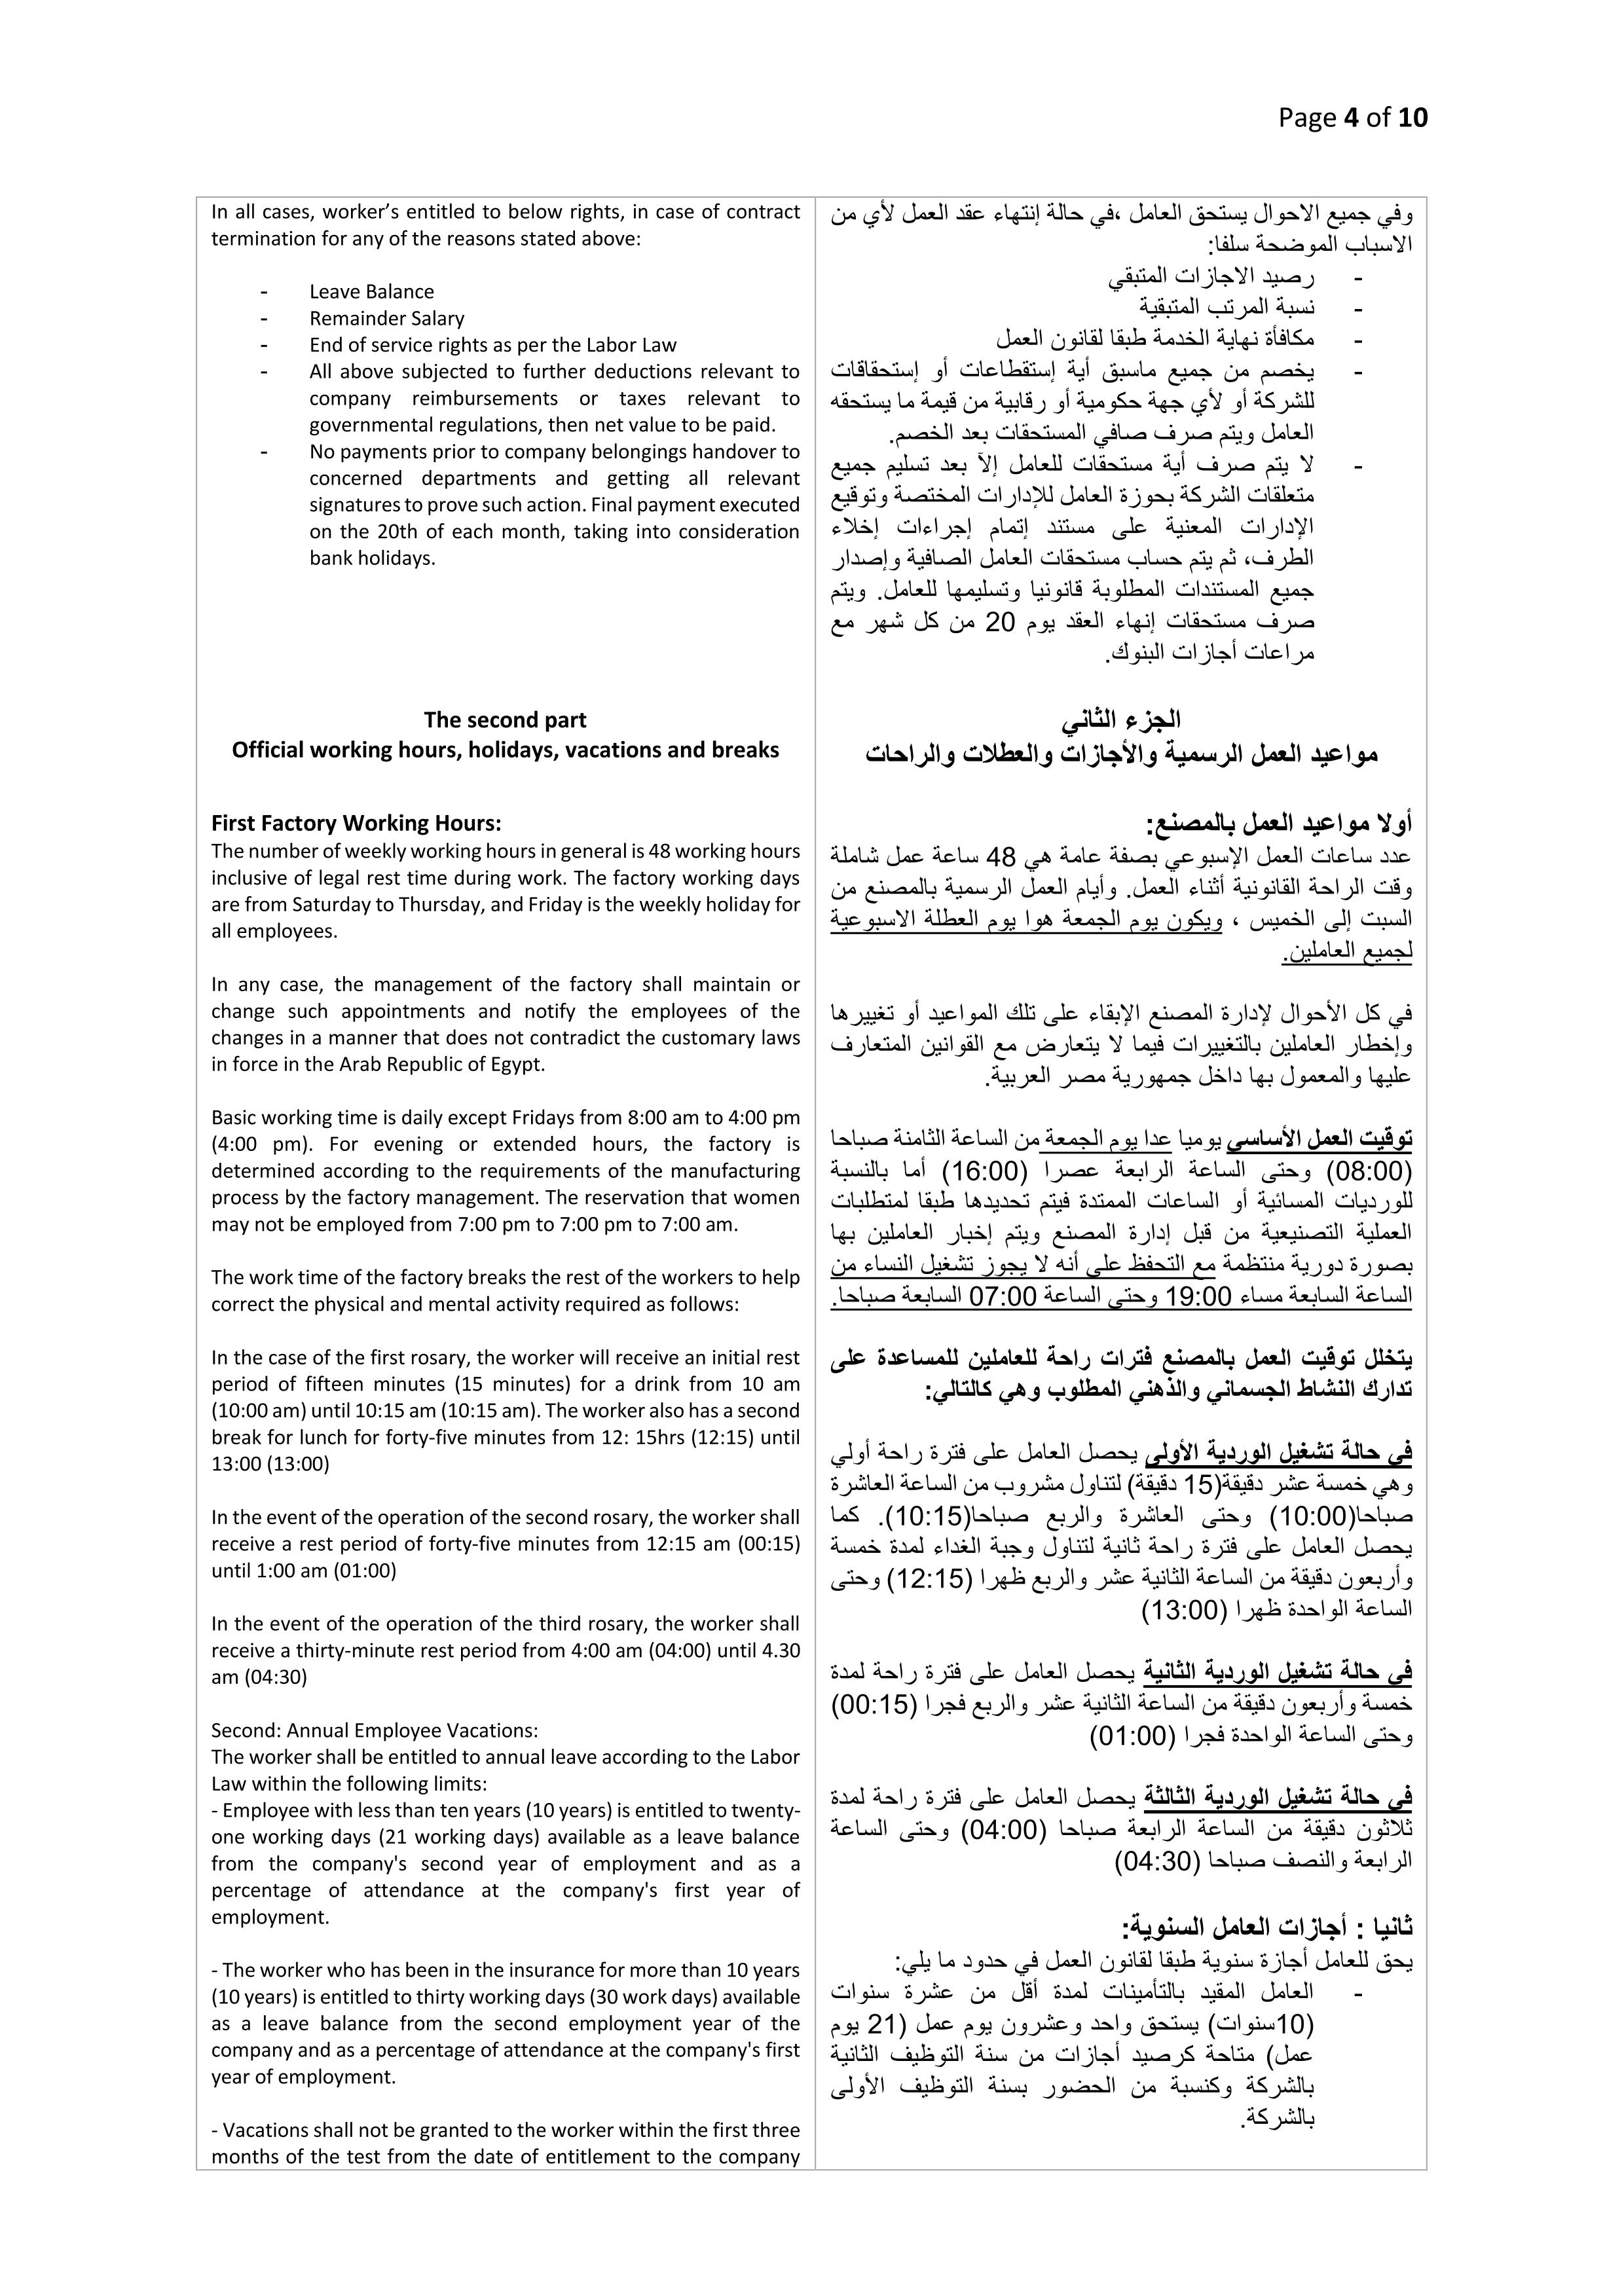 Page 4 of 10
In all cases, worker’s entitled to below rights, in case of contract
termination for any of the reasons stated above:
- Leave Balance
- Remainder Salary
- End of service rights as per the Labor Law
- All above subjected to further deductions relevant to
company reimbursements or taxes relevant to
governmental regulations, then net value to be paid.
- No payments prior to company belongings handover to
concerned departments and getting all relevant
signatures to prove such action. Final payment executed
on the 20th of each month, taking into consideration
bank holidays.
The second part
Official working hours, holidays, vacations and breaks
First Factory Working Hours:
The number of weekly working hours in general is 48 working hours
inclusive of legal rest time during work. The factory working days
are from Saturday to Thursday, and Friday is the weekly holiday for
all employees.
In any case, the management of the factory shall maintain or
change such appointments and notify the employees of the
changes in a manner that does not contradict the customary laws
in force in the Arab Republic of Egypt.
Basic working time is daily except Fridays from 8:00 am to 4:00 pm
(4:00 pm). For evening or extended hours, the factory is
determined according to the requirements of the manufacturing
process by the factory management. The reservation that women
may not be employed from 7:00 pm to 7:00 pm to 7:00 am.
The work time of the factory breaks the rest of the workers to help
correct the physical and mental activity required as follows:
In the case of the first rosary, the worker will receive an initial rest
period of fifteen minutes (15 minutes) for a drink from 10 am
(10:00 am) until 10:15 am (10:15 am). The worker also has a second
break for lunch for forty-five minutes from 12: 15hrs (12:15) until
13:00 (13:00)
In the event of the operation of the second rosary, the worker shall
receive a rest period of forty-five minutes from 12:15 am (00:15)
until 1:00 am (01:00)
In the event of the operation of the third rosary, the worker shall
receive a thirty-minute rest period from 4:00 am (04:00) until 4.30
am (04:30)
Second: Annual Employee Vacations:
The worker shall be entitled to annual leave according to the Labor
Law within the following limits:
- Employee with less than ten years (10 years) is entitled to twenty-
one working days (21 working days) available as a leave balance
from the company's second year of employment and as a
percentage of attendance at the company's first year of
employment.
- The worker who has been in the insurance for more than 10 years
(10 years) is entitled to thirty working days (30 work days) available
as a leave balance from the second employment year of the
company and as a percentage of attendance at the company's first
year of employment.
- Vacations shall not be granted to the worker within the first three
months of the test from the date of entitlement to the company
وفي جميع الاحوال يستحق العامل ،في حالة إنتهاء عقد العمل لأي من
الاسباب الموضحة سلفا:
- رصيد الاجازات المتبقي
- نسبة المرتب المتبقية
- مكافأة نهاية الخدمة طبقا لقانون العمل
- يخصم من جميع ماسبق أية إستقطاعات أو إستحقاقات
للشركة أو لأي جهة حكومية أو رقابية من قيمة ما يستحقه
العامل ويتم صرف صافي المستحقات بعد الخصم.
- لا يتم صرف أية مستحقات للعامل إلآ بعد تسليم جميع
متعلقات الشركة بحوزة العامل للإدارات المختصة وتوقيع
الإدارات المعنية على مستند إتمام إجراءات إخلاء
الطرف، ثم يتم حساب مستحقات العامل الصافية وإصدار
جميع المستندات المطلوبة قانونيا وتسليمها للعامل. ويتم
صرف مستحقات إنهاء العقد يوم 20 من كل شهر مع
مراعات أجازات البنوك.
الجزء الثاني
مواعيد العمل الرسمية والأجازات والعطلات والراحات
أولا مواعيد العمل بالمصنع:
عدد ساعات العمل الإسبوعي بصفة عامة هي 48 ساعة عمل شاملة
وقت الراحة القانونية أثناء العمل. وأيام العمل الرسمية بالمصنع من
السبت إلى الخميس ، ويكون يوم الجمعة هوا يوم العطلة الاسبوعية
لجميع العاملين.
في كل الأحوال لإدارة المصنع الإبقاء على تلك المواعيد أو تغييرها
وإخطار العاملين بالتغييرات فيما لا يتعارض مع القوانين المتعارف
عليها والمعمول بها داخل جمهورية مصر العربية.
توقيت العمل الأساسي يوميا عدا يوم الجمعة من الساعة الثامنة صباحا
(08:00) وحتى الساعة الرابعة عصرا (16:00) أما بالنسبة
للورديات المسائية أو الساعات الممتدة فيتم تحديدها طبقا لمتطلبات
العملية التصنيعية من قبل إدارة المصنع ويتم إخبار العاملين بها
بصورة دورية منتظمة مع التحفظ على أنه لا يجوز تشغيل النساء من
الساعة السابعة مساء 19:00 وحتى الساعة 07:00 السابعة صباحا.
يتخلل توقيت العمل بالمصنع فترات راحة للعاملين للمساعدة على
تدارك النشاط الجسماني والذهني المطلوب وهي كالتالي:
في حالة تشغيل الوردية الأولى يحصل العامل على فترة راحة أولي
وهي خمسة عشر دقيقة(15 دقيقة) لتناول مشروب من الساعة العاشرة
صباحا(10:00) وحتى العاشرة والربع صباحا(10:15). كما
يحصل العامل على فترة راحة ثانية لتناول وجبة الغداء لمدة خمسة
وأربعون دقيقة من الساعة الثانية عشر والربع ظهرا (12:15) وحتى
الساعة الواحدة ظهرا (13:00)
في حالة تشغيل الوردية الثانية يحصل العامل على فترة راحة لمدة
خمسة وأربعون دقيقة من الساعة الثانية عشر والربع فجرا (00:15)
وحتى الساعة الواحدة فجرا (01:00)
في حالة تشغيل الوردية الثالثة يحصل العامل على فترة راحة لمدة
ثلاثون دقيقة من الساعة الرابعة صباحا (04:00) وحتى الساعة
الرابعة والنصف صباحا (04:30)
ثانيا : أجازات العامل السنوية:
يحق للعامل أجازة سنوية طبقا لقانون العمل في حدود ما يلي:
- العامل المقيد بالتأمينات لمدة أقل من عشرة سنوات
(10سنوات) يستحق واحد وعشرون يوم عمل (21 يوم
عمل) متاحة كرصيد أجازات من سنة التوظيف الثانية
بالشركة وكنسبة من الحضور بسنة التوظيف الأولى
بالشركة.